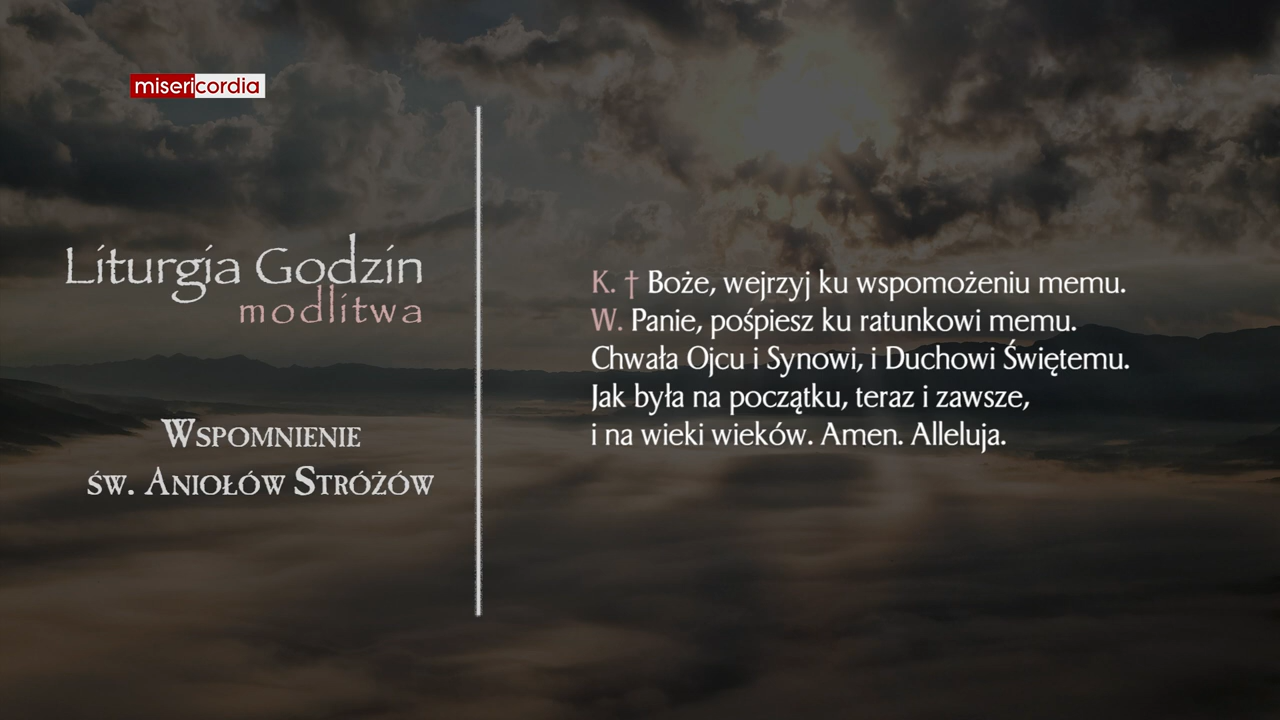 misericordia
Liturgia Godzin
modlitwa
Wspomnienie
św. Aniołów Stróżów
K. † Boże, wejrzyj ku wspomożeniu memu.
W. Panie, pośpiesz ku ratunkowi memu.
Chwała Ojcu i Synowi, i Duchowi Świętemu.
Jak była na początku, teraz i zawsze,
i na wieki wieków. Amen. Alleluja.